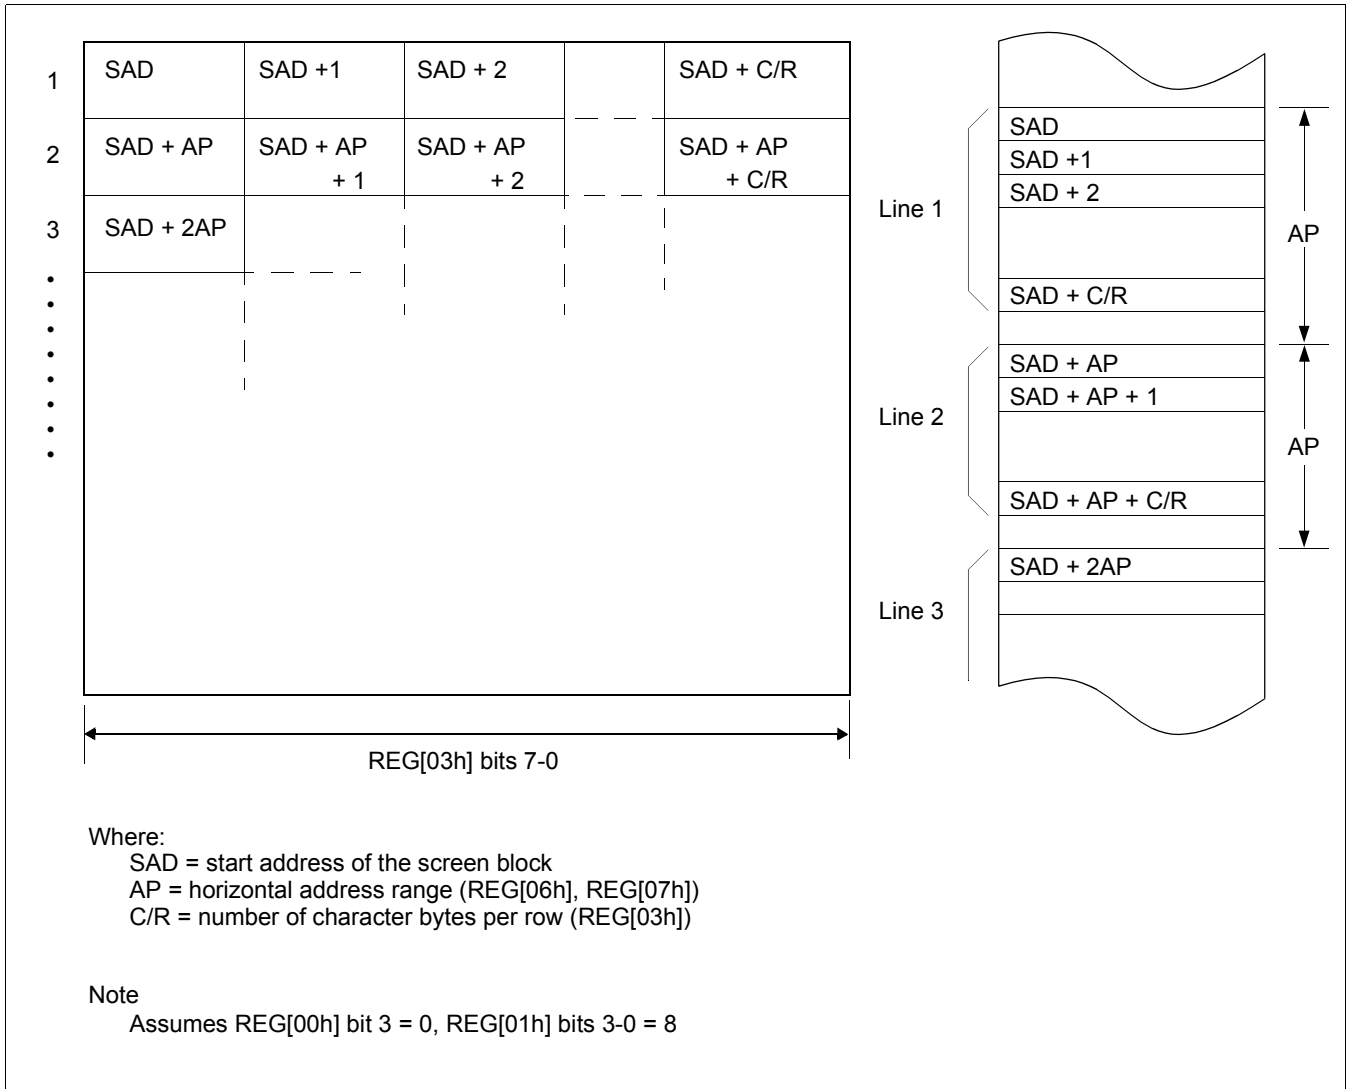 1 SAD SAD +1 SAD + 2 SAD + C/R
2 SAD + AP SAD + AP + 1 SAD + AP + 2 SAD + AP + C/R
3 SAD + 2AP
REG[03h] bits 7-0
Line 1
SAD
SAD +1
SAD + 2
SAD + C/R
AP
Line 2
SAD + AP
SAD + AP + 1
SAD + AP + C/R
AP
Line 3
SAD + 2AP
Where:
SAD = start address of the screen block
AP = horizontal address range (REG[06h], REG[07h])
C/R = number of character bytes per row (REG[03h])
Note
Assumes REG[00h] bit 3 = 0, REG[01h] bits 3-0 = 8